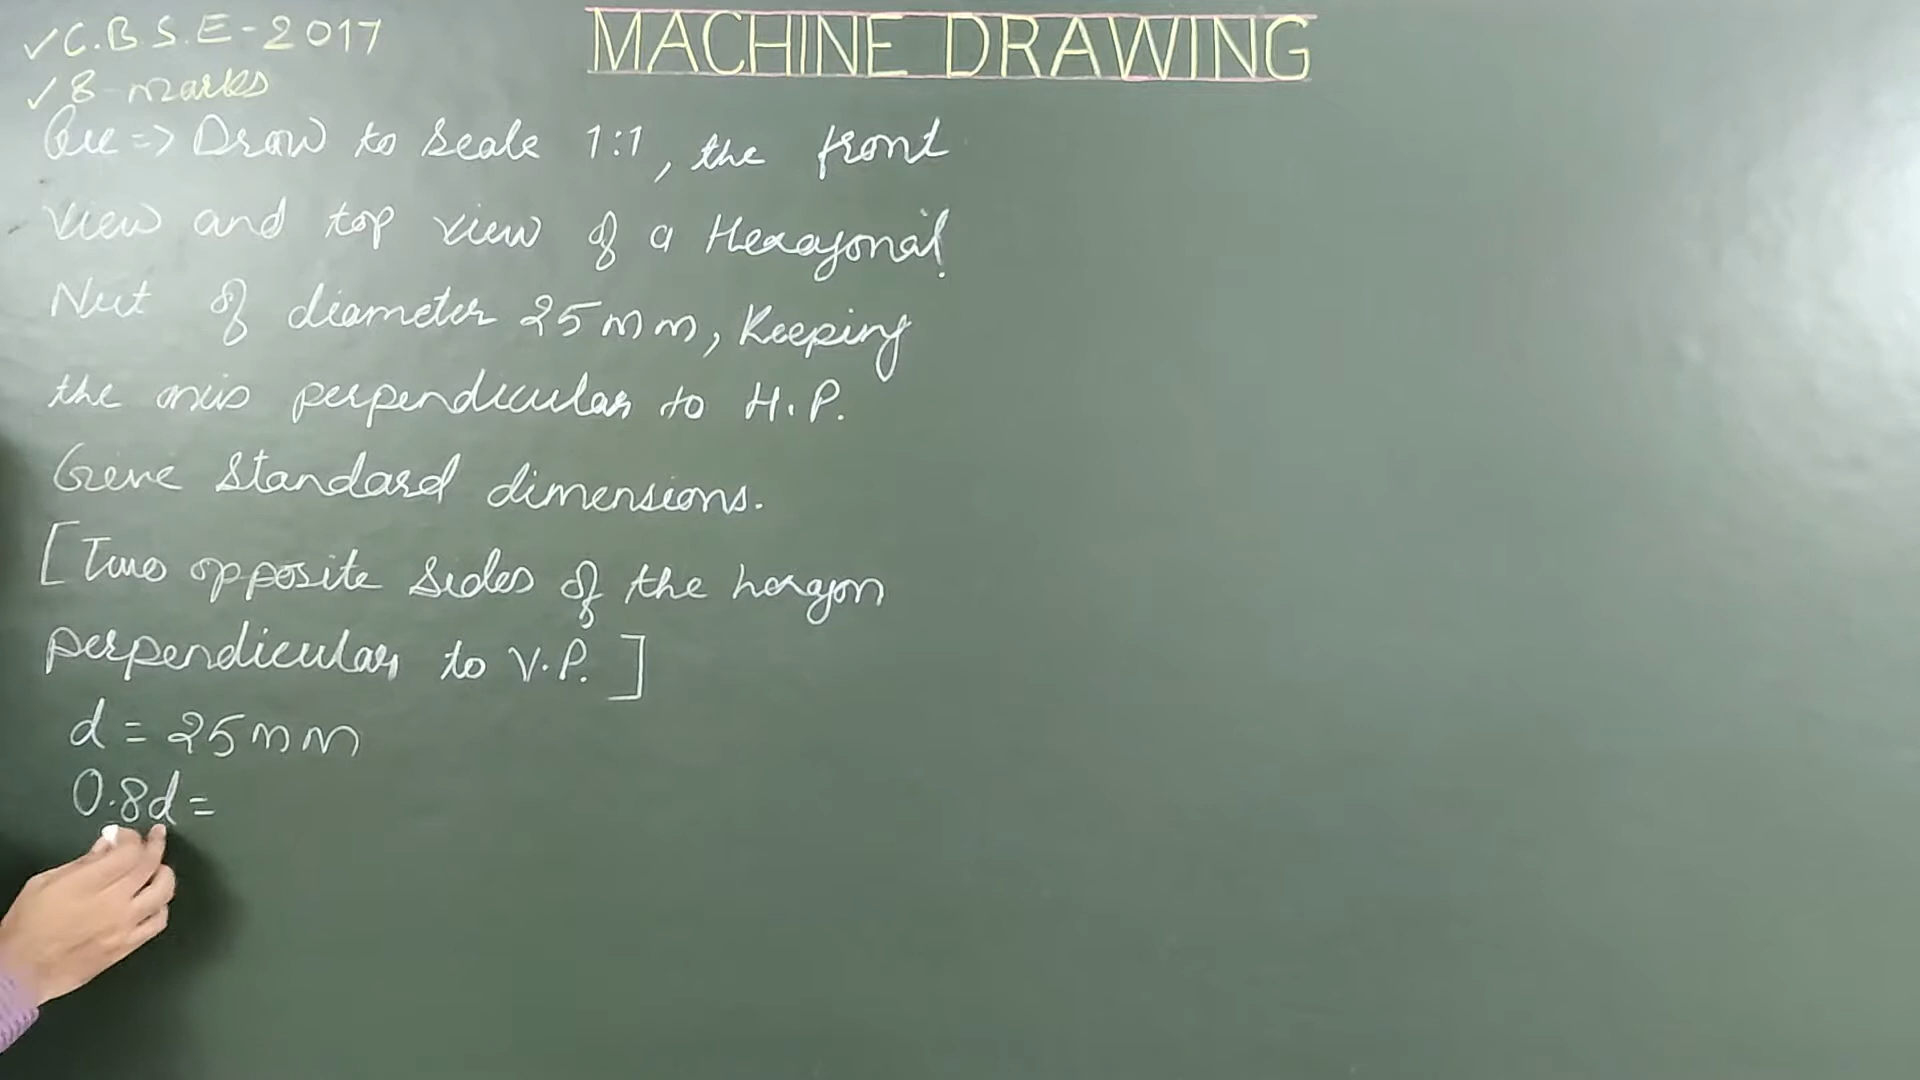 ✓C.B.S.E-2017
MACHINE DRAWING
✓8 marks
Que => Draw to Scale 1:1, the front
View and top view of a Hexagonal
Nut of diameter 25mm, Keeping
the axis perpendicular to H.P.
Give Standard dimensions.
[Two opposite sides of the hexagon
perpendicular to V.P.]
d = 25mm
0.8d =